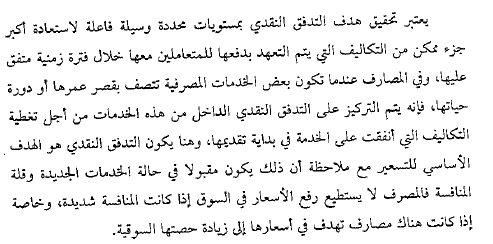 يعتبر تحقيق هدف التدفق النقدي بمستويات محددة وسيلة فاعلة لاستعادة أكبر
جزء ممكن من التكاليف التي يتم التعهد بدفعها للمتعاملين معها خلال فترة زمنية متفق
عليها، وفي المصارف عندما تكون بعض الخدمات المصرفية تتصف بقصر عمرها أو دورة
حياتها، فإنه يتم التركيز على التدفق النقدي الداخل من هذه الخدمات من أجل تغطية
التكاليف التي أنفقت على الخدمة في بداية تقديمها، وهنا يكون التدفق النقدي هو الهدف
الأساسي للتسعير مع ملاحظة أن ذلك يكون مقبولا في حالة الخدمات الجديدة وقلة
المنافسة فالمصرف لا يستطيع رفع الأسعار في السوق إذا كانت المنافسة شديدة، وخاصة
إذا كانت هناك مصارف تهدف في أسعارها إلى زيادة حصتها السوقية.